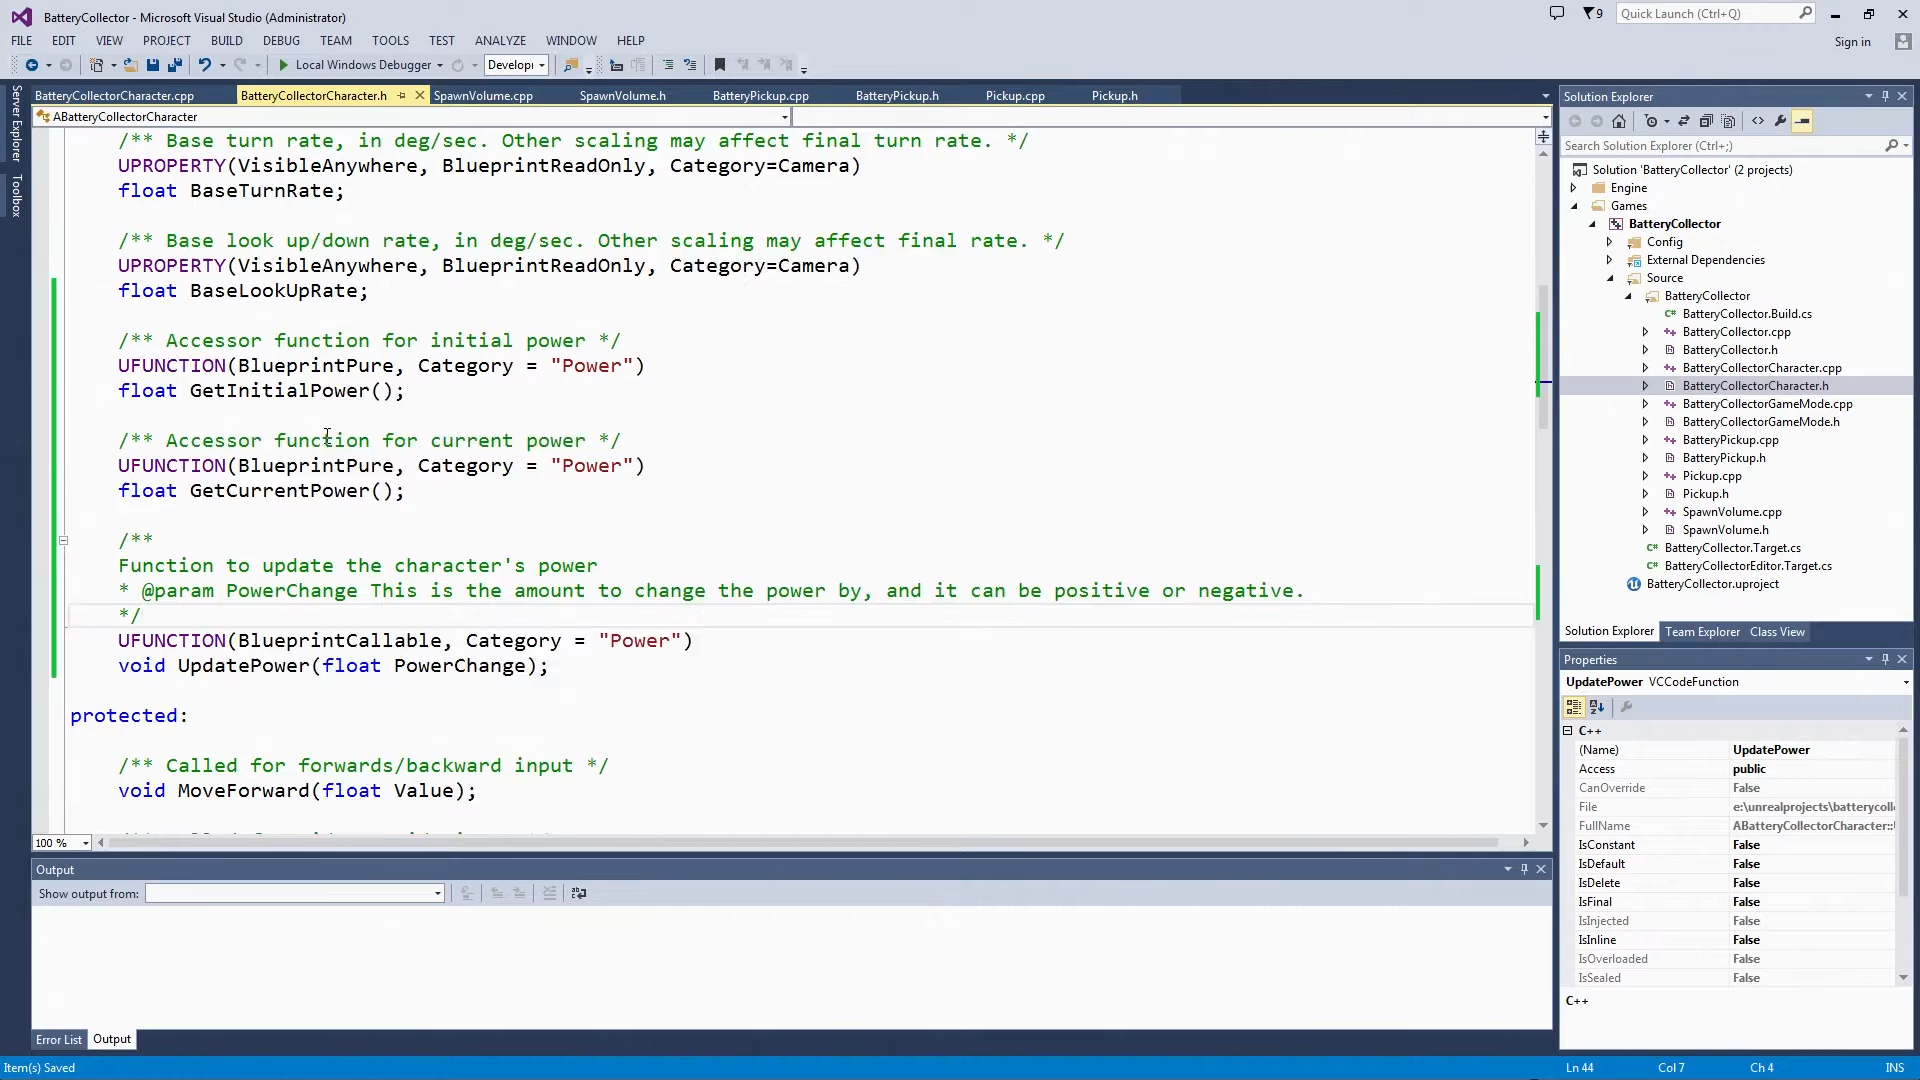 BatteryCollector - Microsoft Visual Studio (Administrator)
9
Quick Launch (Ctrl+Q)
FILE EDIT VIEW PROJECT BUILD DEBUG TEAM TOOLS TEST ANALYZE WINDOW HELP
Sign in
Local Windows Debugger
Develop
Server Explorer
Toolbox
BatteryCollectorCharacter.cpp BatteryCollectorCharacter.h SpawnVolume.cpp SpawnVolume.h BatteryPickup.cpp BatteryPickup.h Pickup.cpp Pickup.h
ABatteryCollectorCharacter
/** Base turn rate, in deg/sec. Other scaling may affect final turn rate. */
UPROPERTY(VisibleAnywhere, BlueprintReadOnly, Category=Camera)
float BaseTurnRate;
/** Base look up/down rate, in deg/sec. Other scaling may affect final rate. */
UPROPERTY(VisibleAnywhere, BlueprintReadOnly, Category=Camera)
float BaseLookUpRate;
/** Accessor function for initial power */
UFUNCTION(BlueprintPure, Category = "Power")
float GetInitialPower();
/** Accessor function for current power */
UFUNCTION(BlueprintPure, Category = "Power")
float GetCurrentPower();
/**
Function to update the character's power
* @param PowerChange This is the amount to change the power by, and it can be positive or negative.
*/
UFUNCTION(BlueprintCallable, Category = "Power")
void UpdatePower(float PowerChange);
protected:
/** Called for forwards/backward input */
void MoveForward(float Value);
100 %
Output
Show output from:
Error List Output
Solution Explorer
Search Solution Explorer (Ctrl+;)
Solution 'BatteryCollector' (2 projects)
Engine
Games
BatteryCollector
Config
External Dependencies
Source
BatteryCollector
BatteryCollector.Build.cs
BatteryCollector.cpp
BatteryCollector.h
BatteryCollectorCharacter.cpp
BatteryCollectorCharacter.h
BatteryCollectorGameMode.cpp
BatteryCollectorGameMode.h
BatteryPickup.cpp
BatteryPickup.h
Pickup.cpp
Pickup.h
SpawnVolume.cpp
SpawnVolume.h
BatteryCollector.Target.cs
BatteryCollectorEditor.Target.cs
BatteryCollector.uproject
Solution Explorer Team Explorer Class View
Properties
UpdatePower VCCodeFunction
C++
(Name) UpdatePower
Access public
CanOverride False
File e:\unrealprojects\batterycoll
FullName ABatteryCollectorCharacter::
IsConstant False
IsDefault False
IsDelete False
IsFinal False
IsInjected False
IsInline False
IsOverloaded False
IsSealed False
C++
Item(s) Saved
Ln 44 Col 7 Ch 4 INS